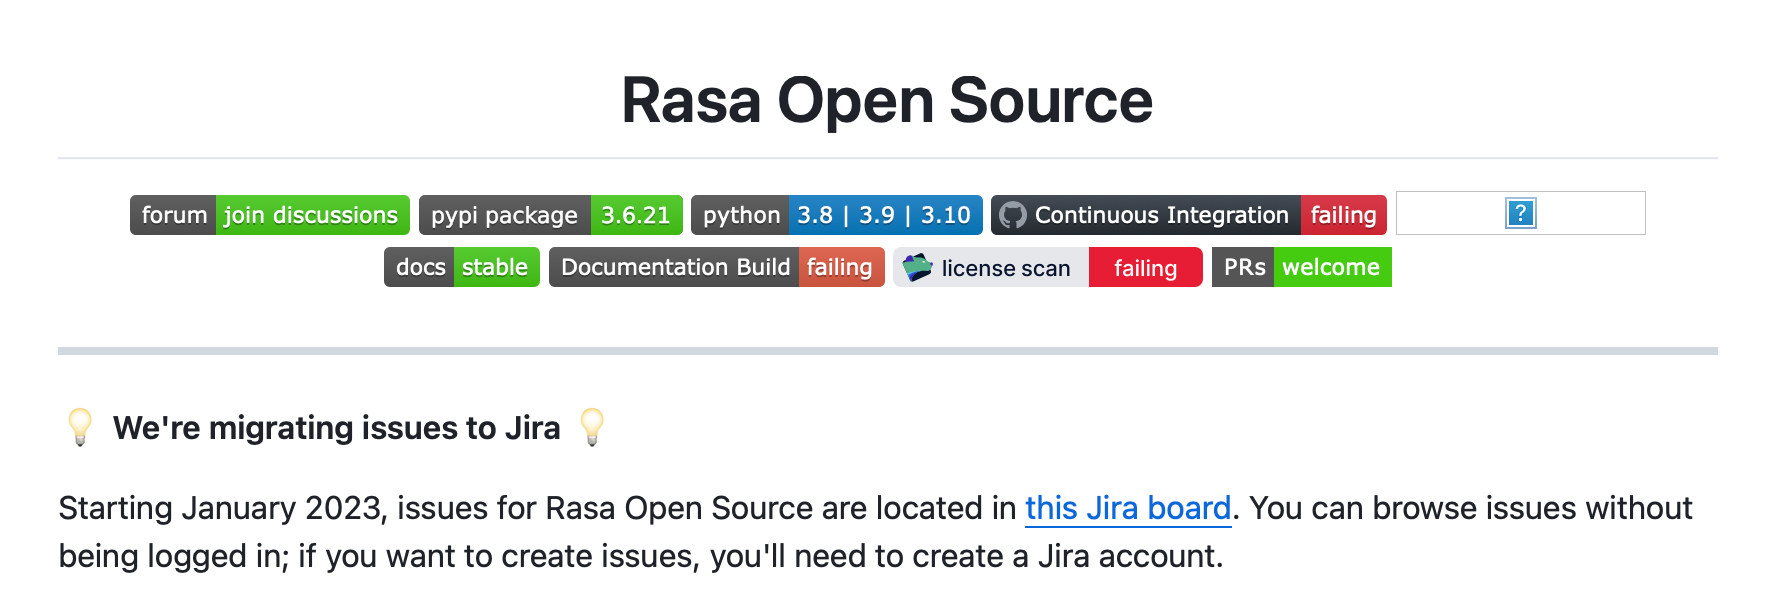 Rasa Open Source
forum join discussions pypi package 3.6.21 python 3.8 | 3.9 | 3.10 Continuous Integration failing ?
docs stable Documentation Build failing license scan failing PRs welcome
💡 We're migrating issues to Jira 💡
Starting January 2023, issues for Rasa Open Source are located in this Jira board. You can browse issues without
being logged in; if you want to create issues, you'll need to create a Jira account.